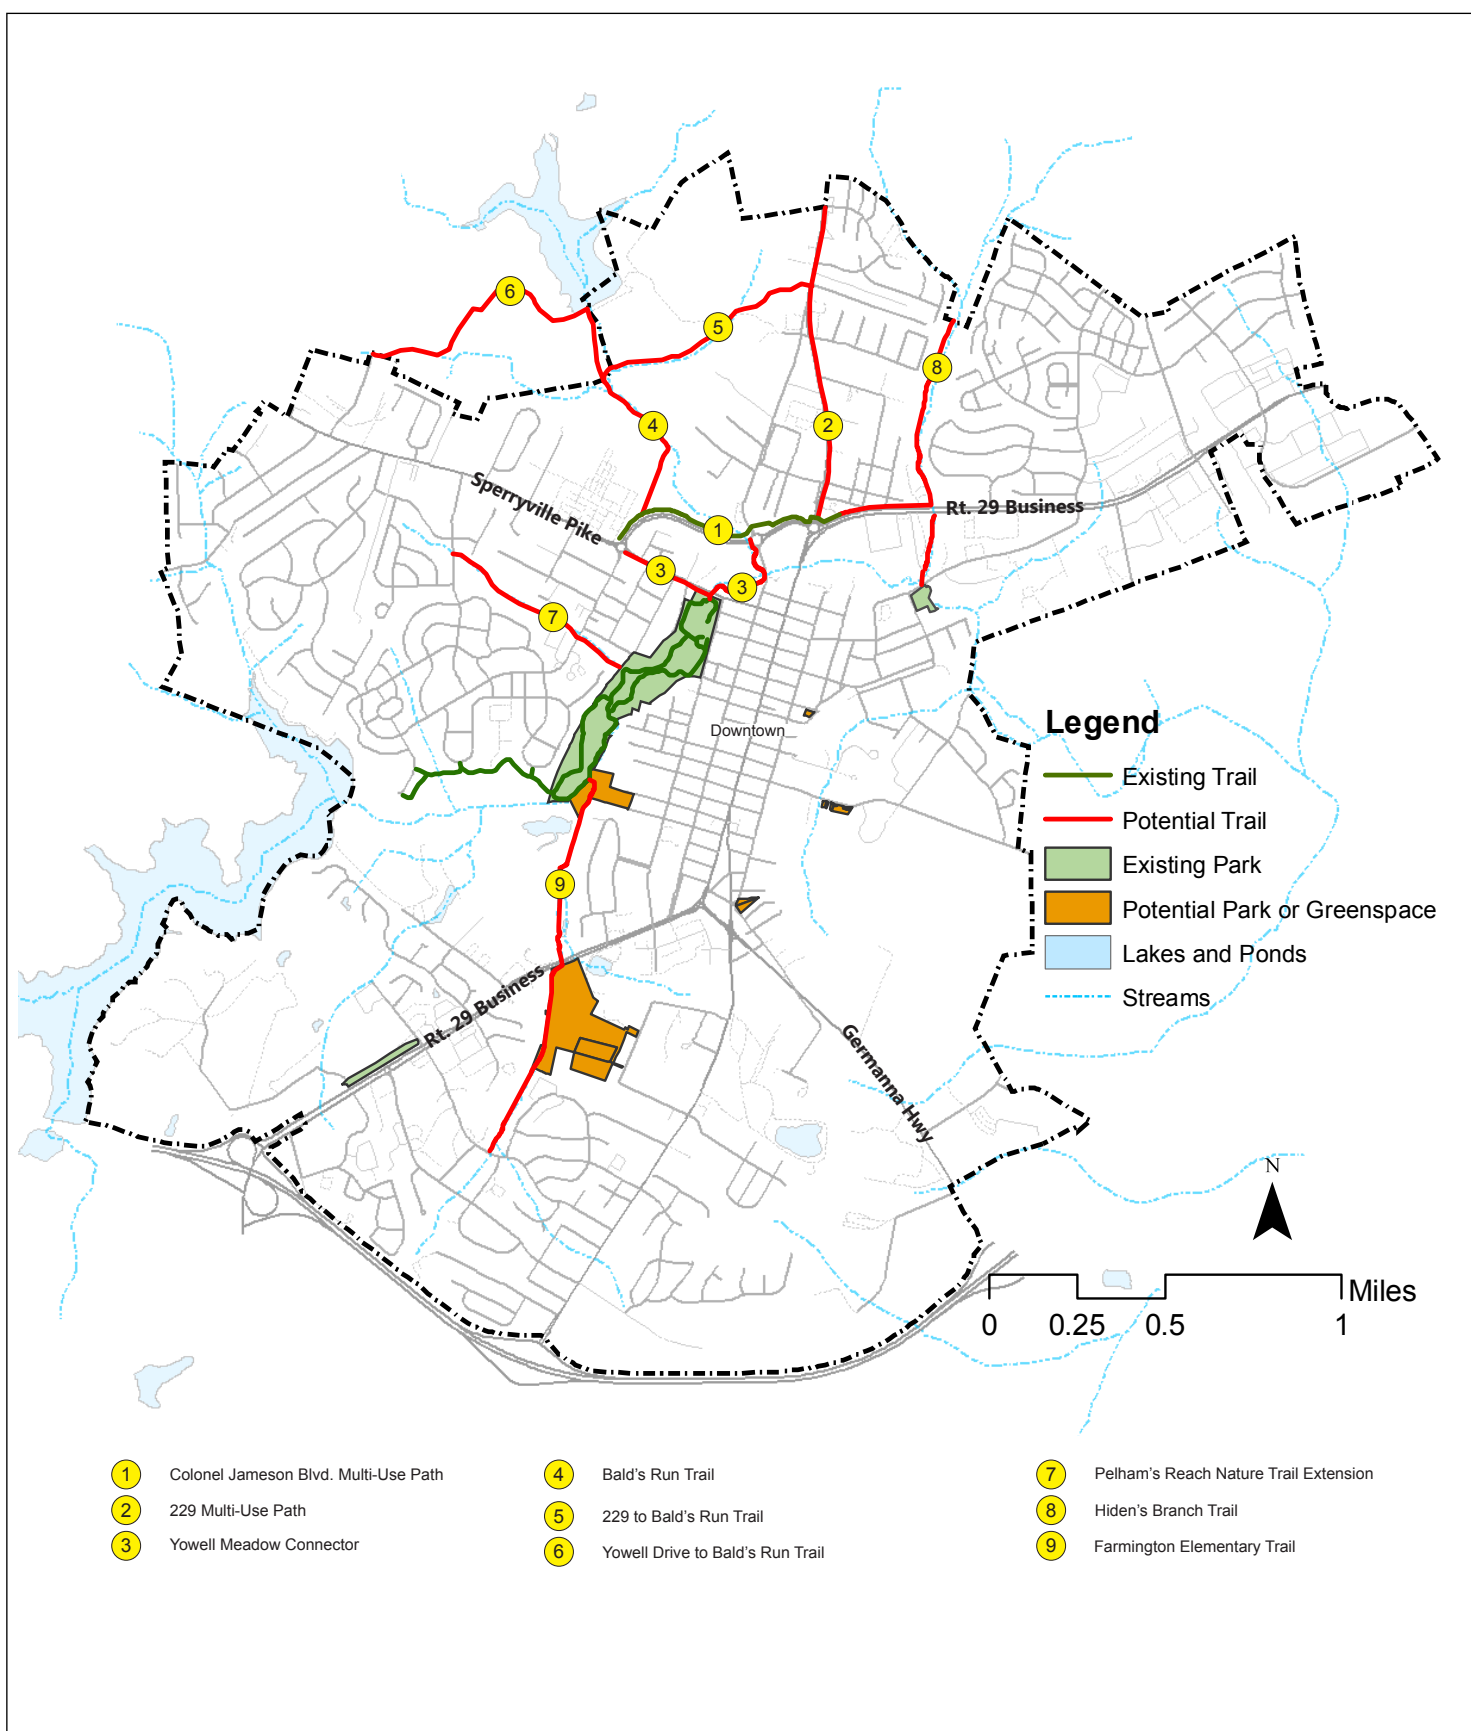 6
5
8
4
2
Sperryville Pike
Rt. 29 Business
1
3
3
7
Downtown
Legend
Existing Trail
Potential Trail
Existing Park
Potential Park or Greenspace
Lakes and Ponds
Streams
9
Rt. 29 Business
Germanna Hwy
N
Miles
0 0.25 0.5 1
1 Colonel Jameson Blvd. Multi-Use Path
2 229 Multi-Use Path
3 Yowell Meadow Connector
4 Bald's Run Trail
5 229 to Bald's Run Trail
6 Yowell Drive to Bald's Run Trail
7 Pelham's Reach Nature Trail Extension
8 Hiden's Branch Trail
9 Farmington Elementary Trail